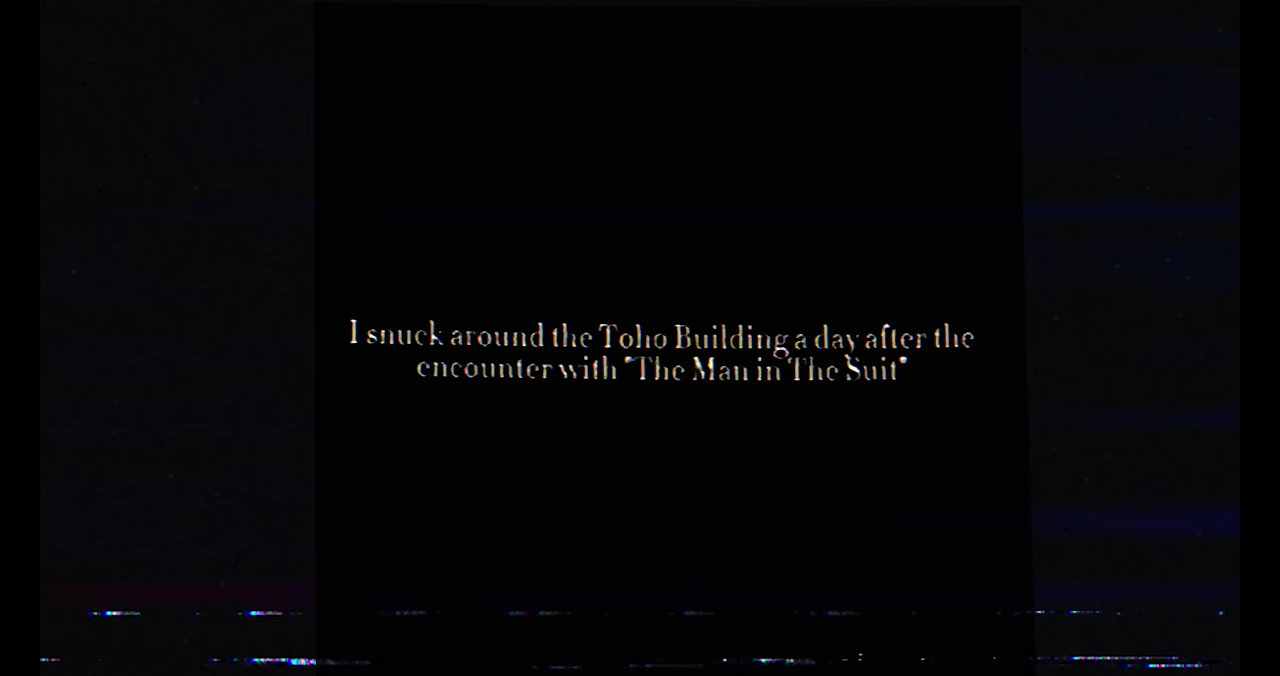 I snuck around the Toho Building a day after the
encounter with "The Man in The Suit"